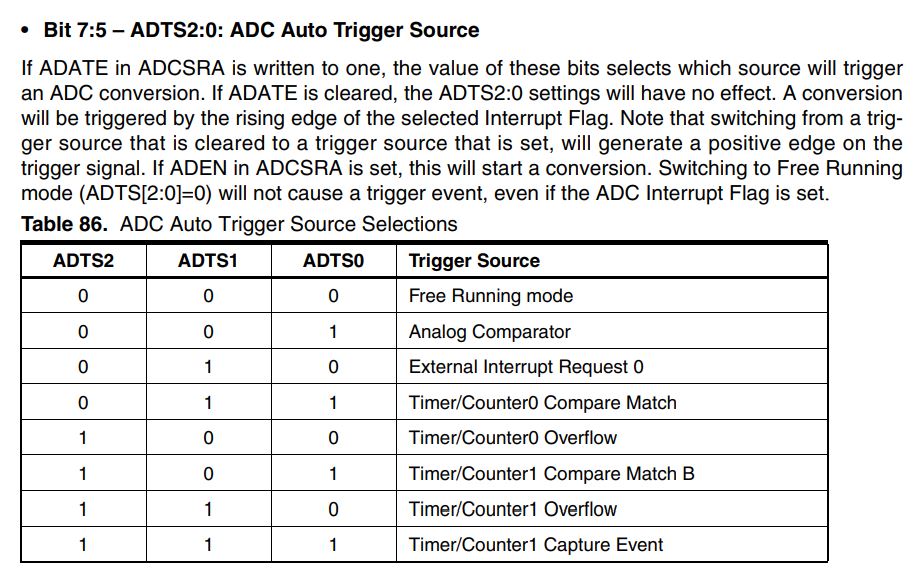 • Bit 7:5 – ADTS2:0: ADC Auto Trigger Source
If ADATE in ADCSRA is written to one, the value of these bits selects which source will trigger
an ADC conversion. If ADATE is cleared, the ADTS2:0 settings will have no effect. A conversion
will be triggered by the rising edge of the selected Interrupt Flag. Note that switching from a trig-
ger source that is cleared to a trigger source that is set, will generate a positive edge on the
trigger signal. If ADEN in ADCSRA is set, this will start a conversion. Switching to Free Running
mode (ADTS[2:0]=0) will not cause a trigger event, even if the ADC Interrupt Flag is set.
Table 86. ADC Auto Trigger Source Selections
ADTS2 ADTS1 ADTS0 Trigger Source
0 0 0 Free Running mode
0 0 1 Analog Comparator
0 1 0 External Interrupt Request 0
0 1 1 Timer/Counter0 Compare Match
1 0 0 Timer/Counter0 Overflow
1 0 1 Timer/Counter1 Compare Match B
1 1 0 Timer/Counter1 Overflow
1 1 1 Timer/Counter1 Capture Event